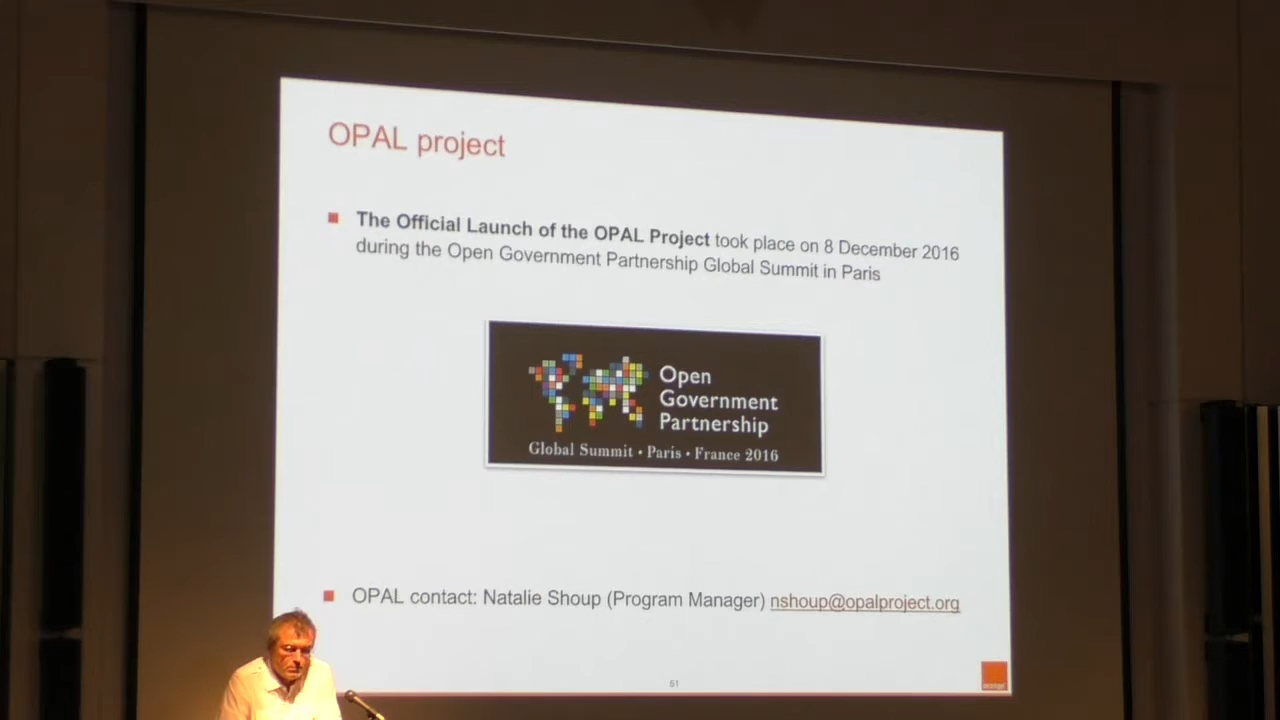 OPAL project
The Official Launch of the OPAL Project took place on 8 December 2016
during the Open Government Partnership Global Summit in Paris
Open
Government
Partnership
Global Summit • Paris • France 2016
OPAL contact: Natalie Shoup (Program Manager) nshoup@opalproject.org
51
orange